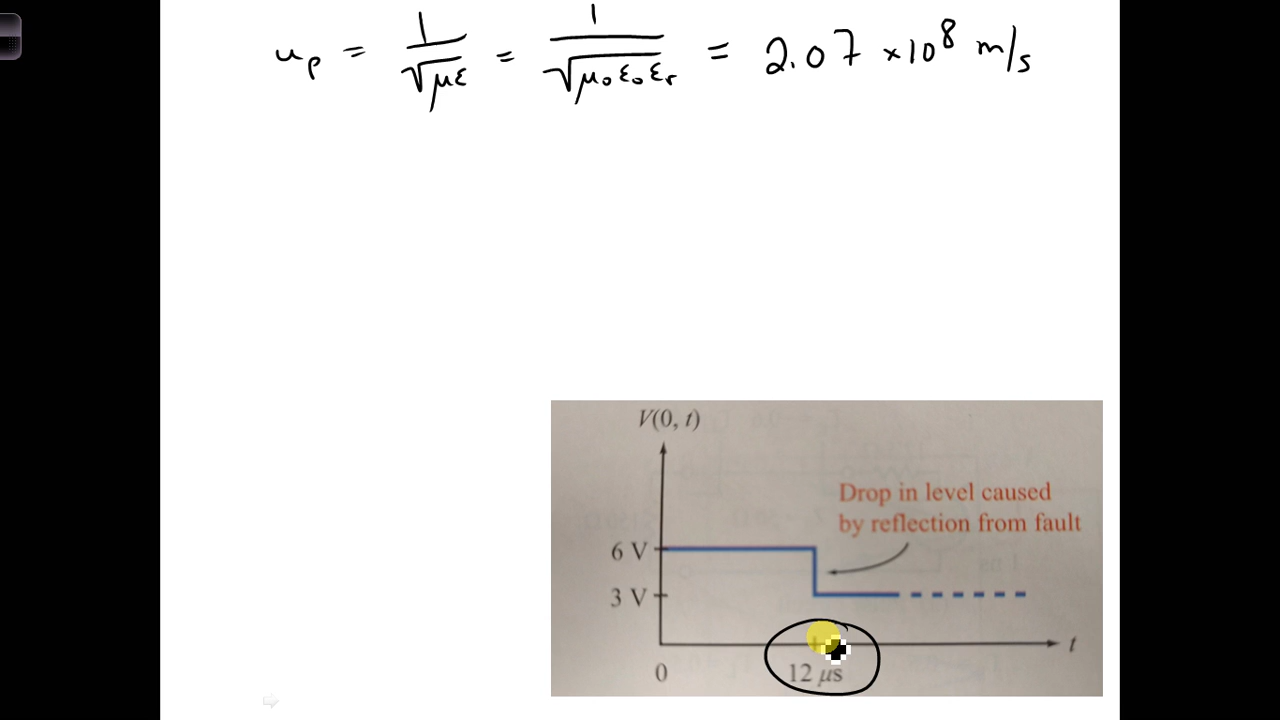 u_p = 1/√με = 1/√μ₀ε₀ε_r = 2.07 ×10⁸ m/s
V(0, t)
Drop in level caused
by reflection from fault
6 V
3 V
t
0
12 μs